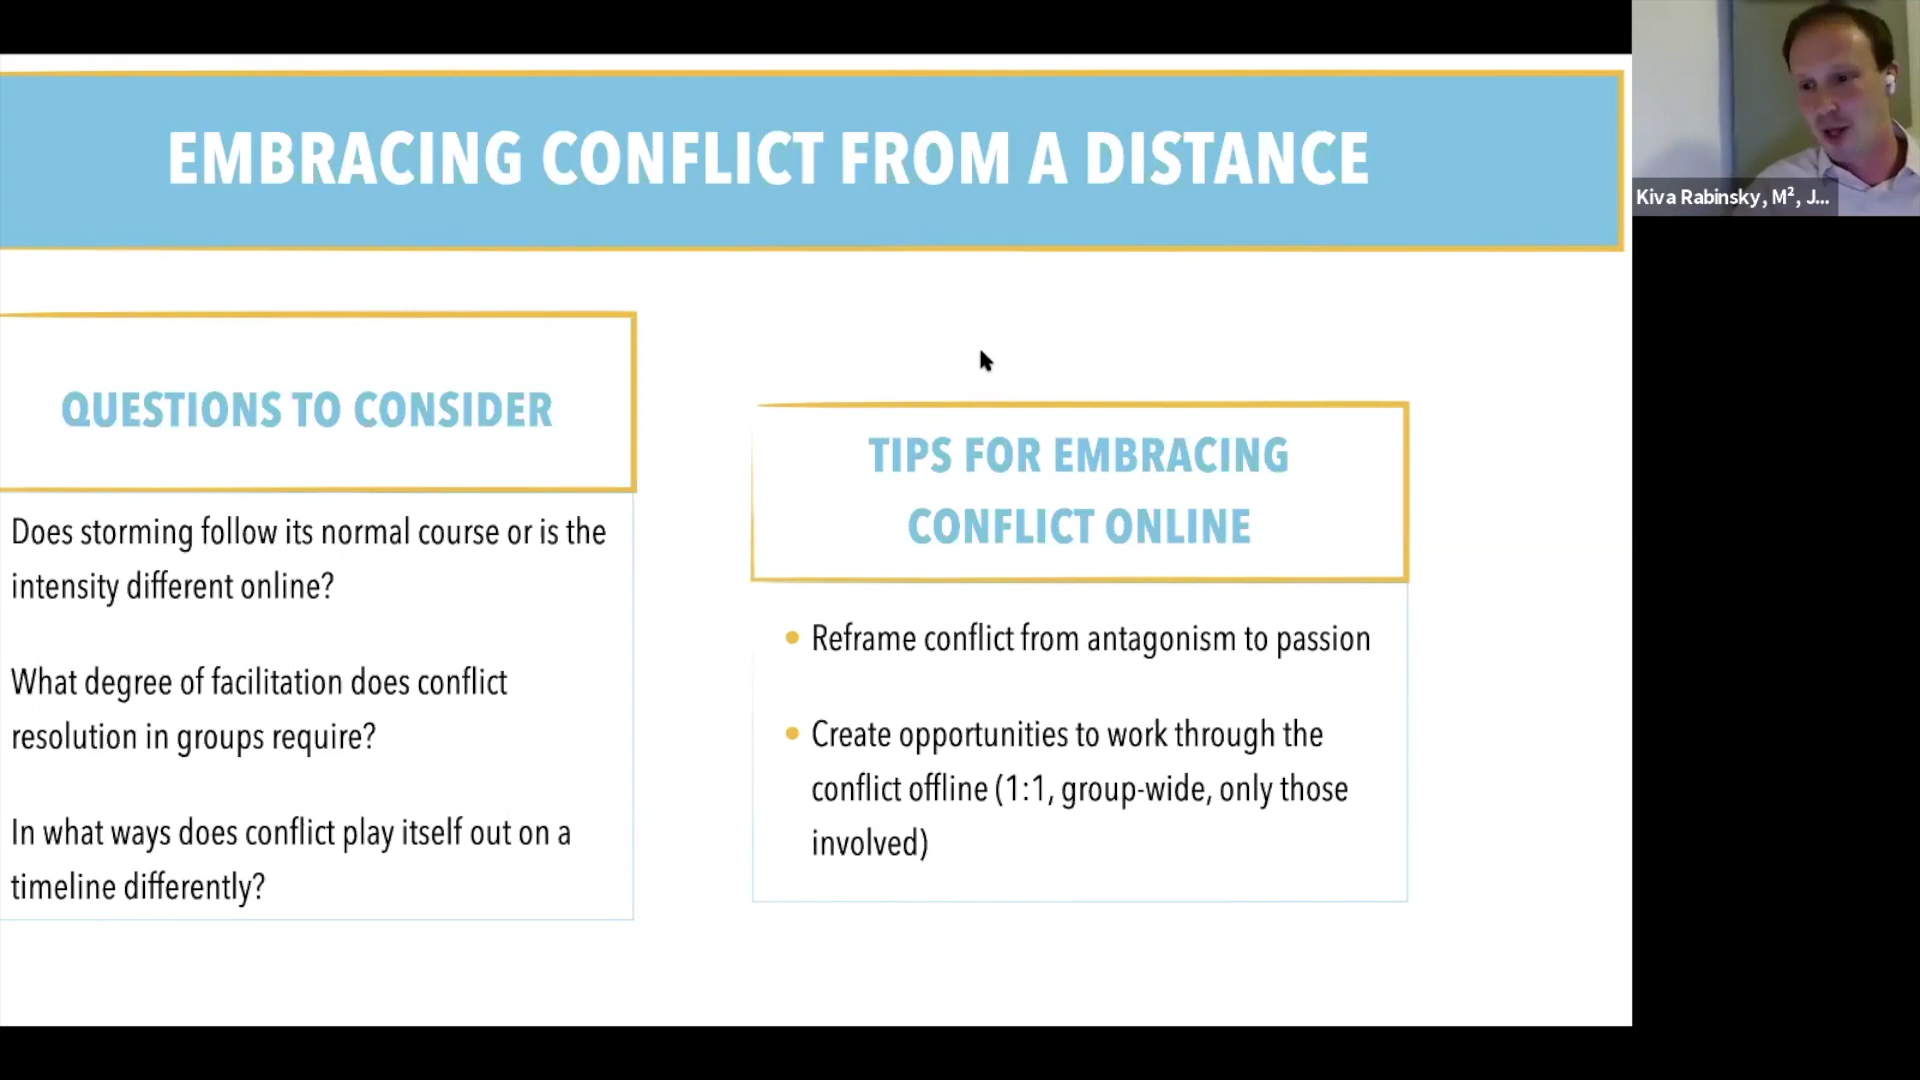 EMBRACING CONFLICT FROM A DISTANCE
Kiva Rabinsky, M², J...
QUESTIONS TO CONSIDER
Does storming follow its normal course or is the
intensity different online?
What degree of facilitation does conflict
resolution in groups require?
In what ways does conflict play itself out on a
timeline differently?
TIPS FOR EMBRACING
CONFLICT ONLINE
• Reframe conflict from antagonism to passion
• Create opportunities to work through the
conflict offline (1:1, group-wide, only those
involved)